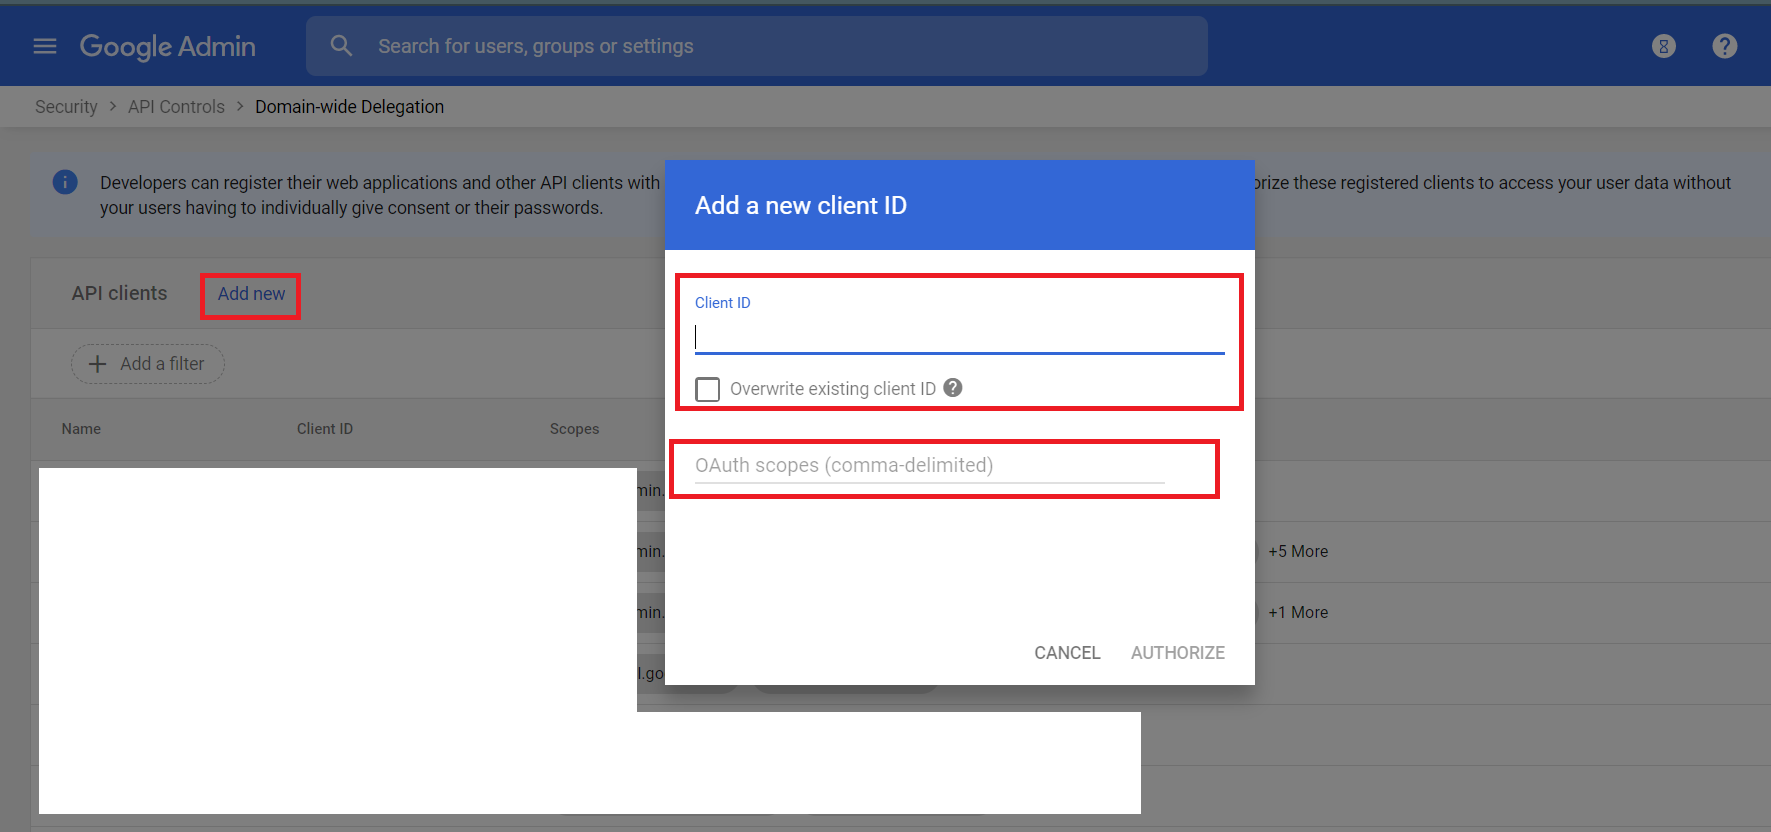 Google Admin
Search for users, groups or settings
Security > API Controls > Domain-wide Delegation
Developers can register their web applications and other API clients with
orize these registered clients to access your user data without
your users having to individually give consent or their passwords.
Add a new client ID
API clients
Add new
Client ID
Add a filter
Overwrite existing client ID
Name
Client ID
Scopes
OAuth scopes (comma-delimited)
min.
min.
+5 More
min.
+1 More
l.go
CANCEL
AUTHORIZE